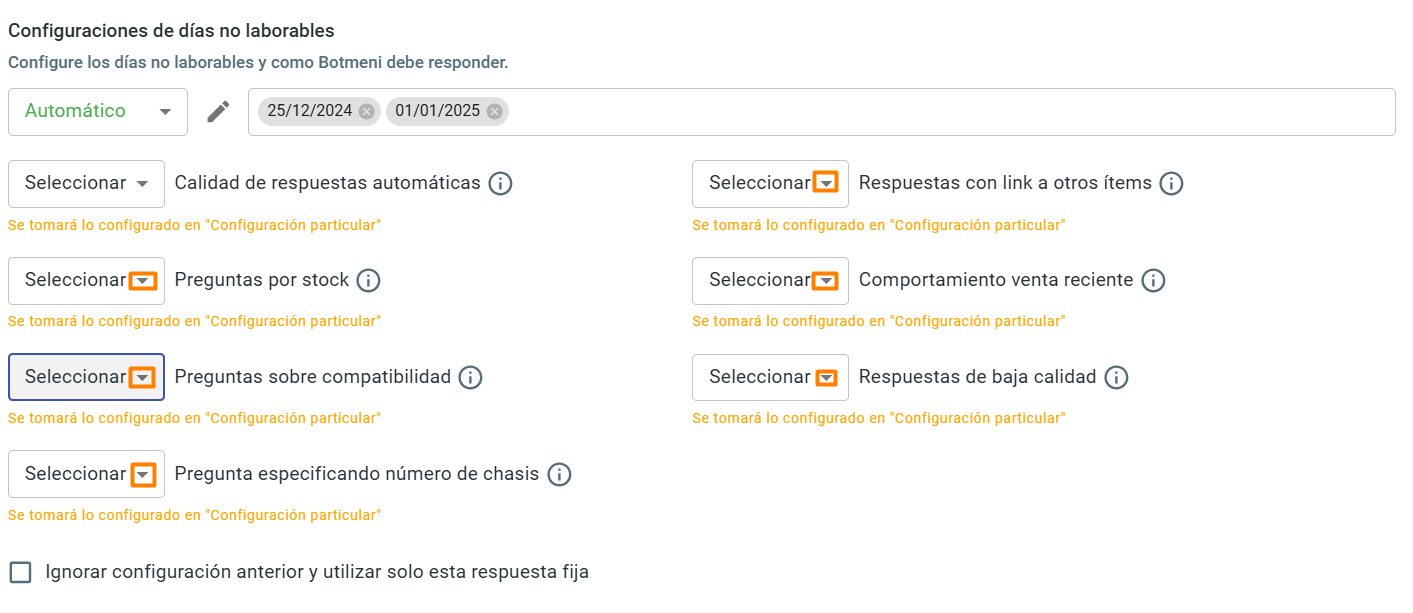 Configuraciones de días no laborables
Configure los días no laborables y como Botmeni debe responder.
Automático 25/12/2024 01/01/2025
Seleccionar Calidad de respuestas automáticas
Se tomará lo configurado en "Configuración particular"
Seleccionar Respuestas con link a otros ítems
Se tomará lo configurado en "Configuración particular"
Seleccionar Preguntas por stock
Se tomará lo configurado en "Configuración particular"
Seleccionar Comportamiento venta reciente
Se tomará lo configurado en "Configuración particular"
Seleccionar Preguntas sobre compatibilidad
Se tomará lo configurado en "Configuración particular"
Seleccionar Respuestas de baja calidad
Se tomará lo configurado en "Configuración particular"
Seleccionar Pregunta especificando número de chasis
Se tomará lo configurado en "Configuración particular"
Ignorar configuración anterior y utilizar solo esta respuesta fija